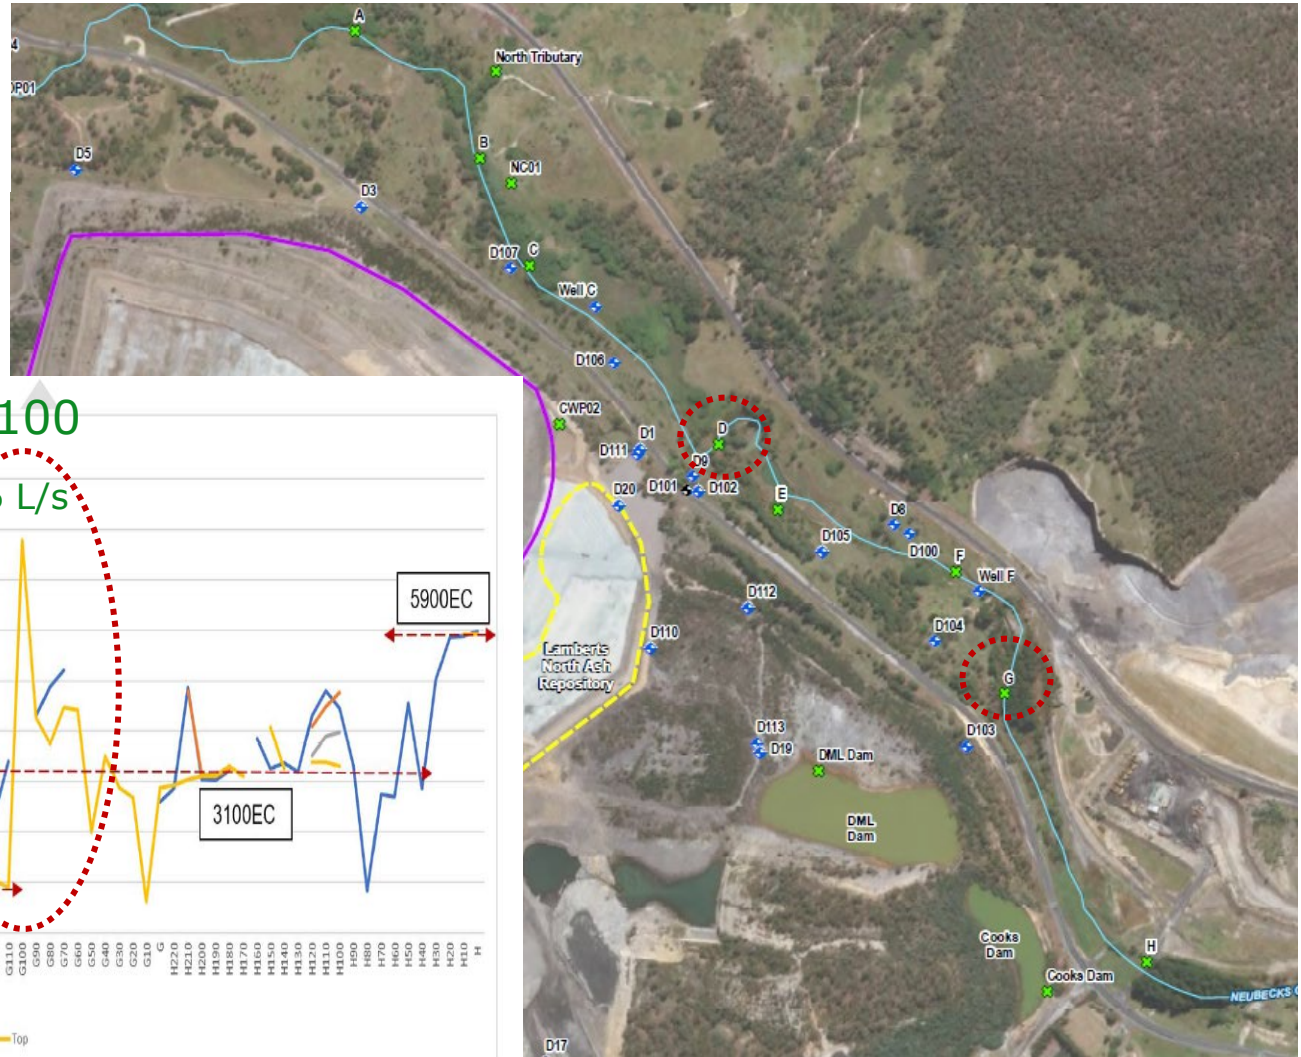 A
North Tributary
D5
B
NC01
D3
D107
C
Well C
D106
CWP02
D1
D111
D
D9
D101
D102
D20
E
D8
D105
D100
F
Well F
D112
D104
D110
Lamberts
North Ash
Repository
G
D113
D19
D103
DML Dam
DML
Dam
Cooks
Dam
Cooks Dam
H
D17
100
L/s
5900EC
3100EC
G110
G100
G90
G80
G70
G60
G50
G40
G30
G20
G10
G
H220
H210
H200
H190
H180
H170
H160
H150
H140
H130
H120
H110
H100
H90
H80
H70
H60
H50
H40
H30
H20
H10
H
Top
NEUBECKS